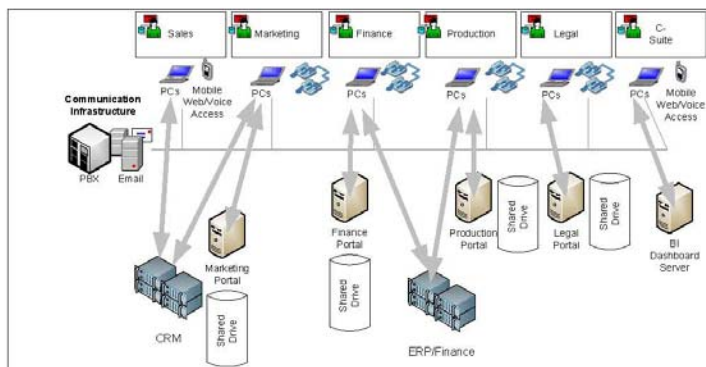 Sales
Marketing
Finance
Production
Legal
C-
Suite
PCs
Mobile
Web/Voice
Access
PCs
PCs
PCs
PCs
PCs
Mobile
Web/Voice
Access
Communication
Infrastructure
PBX
Email
Marketing
Portal
Finance
Portal
Production
Portal
Legal
Portal
BI
Dashboard
Server
Shared
Drive
Shared
Drive
Shared
Drive
Shared
Drive
CRM
ERP/Finance